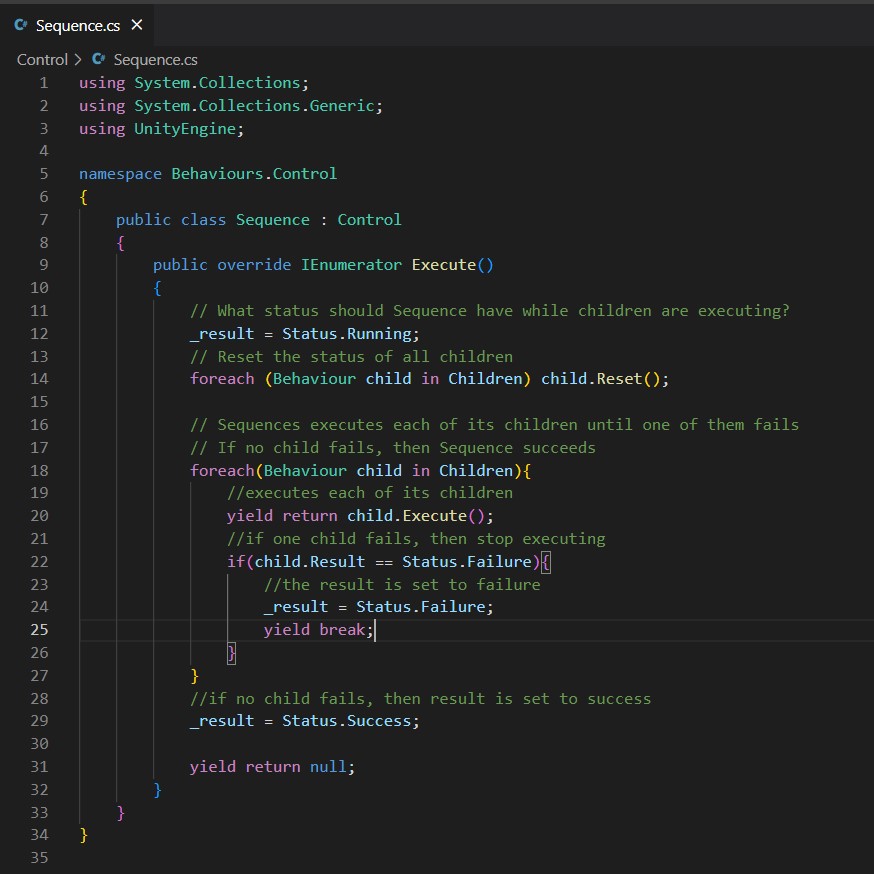 C# Sequence.cs ×
Control > C# Sequence.cs
1 using System.Collections;
2 using System.Collections.Generic;
3 using UnityEngine;
4
5 namespace Behaviours.Control
6 {
7     public class Sequence : Control
8     {
9         public override IEnumerator Execute()
10         {
11             // What status should Sequence have while children are executing?
12             _result = Status.Running;
13             // Reset the status of all children
14             foreach (Behaviour child in Children) child.Reset();
15
16             // Sequences executes each of its children until one of them fails
17             // If no child fails, then Sequence succeeds
18             foreach(Behaviour child in Children){
19                 //executes each of its children
20                 yield return child.Execute();
21                 //if one child fails, then stop executing
22                 if(child.Result == Status.Failure){
23                     //the result is set to failure
24                     _result = Status.Failure;
25                     yield break;
26                 }
27             }
28             //if no child fails, then result is set to success
29             _result = Status.Success;
30
31             yield return null;
32         }
33     }
34 }
35